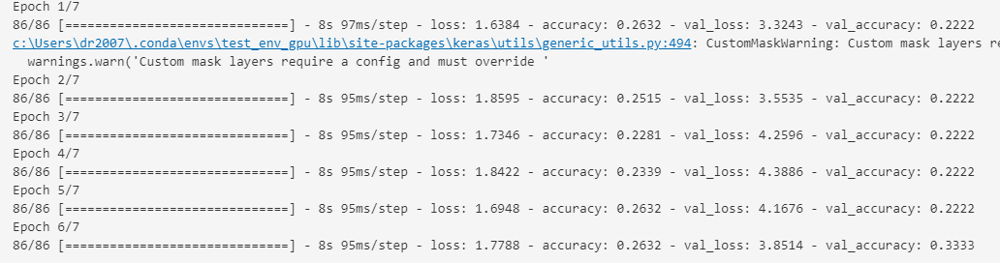 Epoch 1/7
86/86 [==============================] - 8s 97ms/step - loss: 1.6384 - accuracy: 0.2632 - val_loss: 3.3243 - val_accuracy: 0.2222
c:\Users\dr2007\.conda\envs\test_env_gpu\lib\site-packages\keras\utils\generic_utils.py:494: CustomMaskWarning: Custom mask layers re
warnings.warn('Custom mask layers require a config and must override '
Epoch 2/7
86/86 [==============================] - 8s 95ms/step - loss: 1.8595 - accuracy: 0.2515 - val_loss: 3.5535 - val_accuracy: 0.2222
Epoch 3/7
86/86 [==============================] - 8s 95ms/step - loss: 1.7346 - accuracy: 0.2281 - val_loss: 4.2596 - val_accuracy: 0.2222
Epoch 4/7
86/86 [==============================] - 8s 95ms/step - loss: 1.8422 - accuracy: 0.2339 - val_loss: 4.3886 - val_accuracy: 0.2222
Epoch 5/7
86/86 [==============================] - 8s 95ms/step - loss: 1.6948 - accuracy: 0.2632 - val_loss: 4.1676 - val_accuracy: 0.2222
Epoch 6/7
86/86 [==============================] - 8s 95ms/step - loss: 1.7788 - accuracy: 0.2632 - val_loss: 3.8514 - val_accuracy: 0.3333